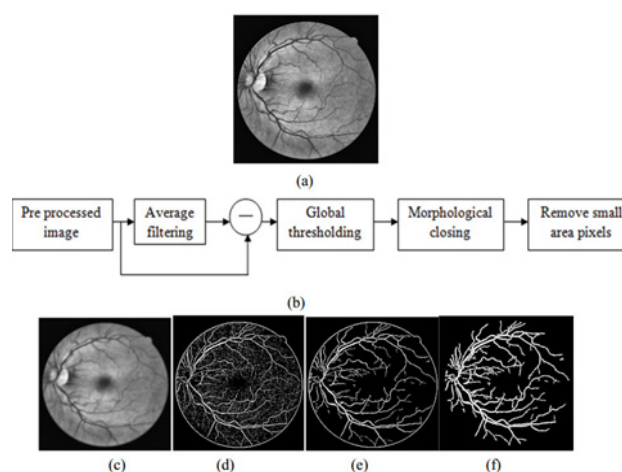 (a)
Pre processed
image
Average
filtering
—
Global
thresholding
Morphological
closing
Remove small
area pixels
(b)
(c) (d) (e) (f)